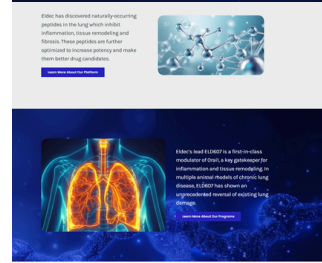 Eldec has discovered naturally-occurring
peptides in the lung which inhibit
inflammation, tissue remodeling and
fibrosis. These peptides are further
optimized to increase potency and make
them better drug candidates.
Learn More About Our Platform
Eldec's lead ELD607 is a first-in-class
modulator of Orai1, a key gatekeeper for
inflammation and tissue remodeling. In
multiple animal models of chronic lung
disease, ELD607 has shown an
unprecedented reversal of existing lung
damage.
Learn More About Our Programs